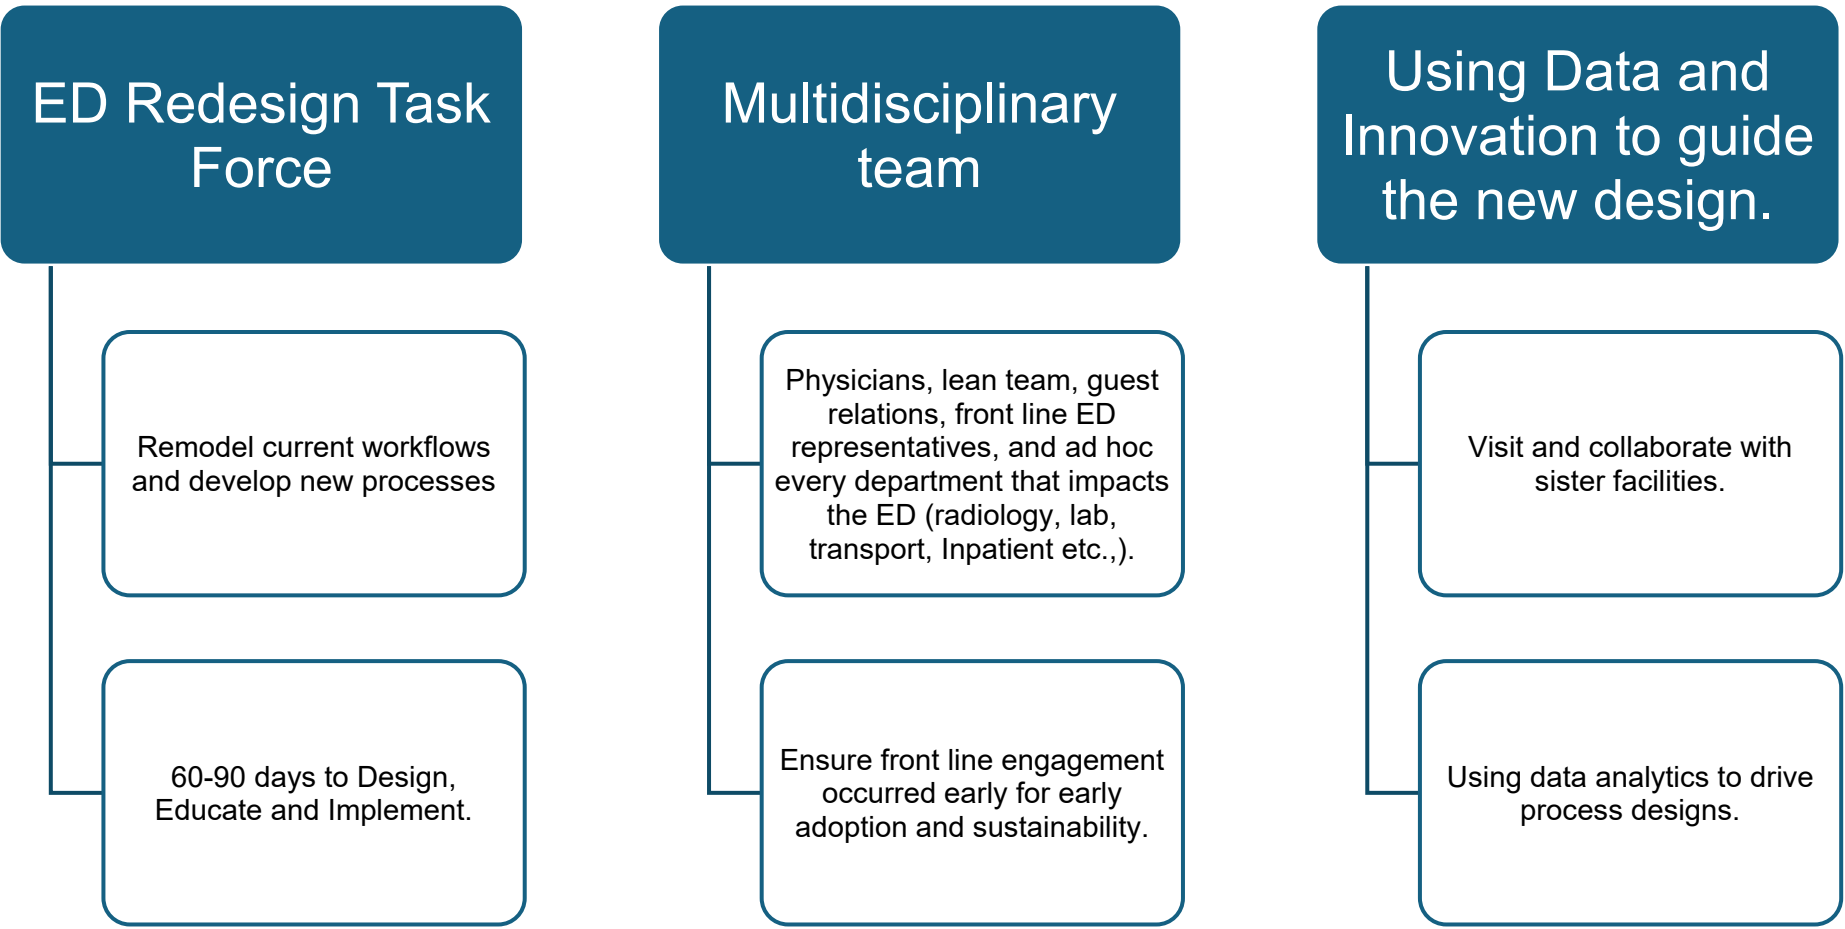 ED Redesign Task
Force
Remodel current workflows
and develop new processes
60-90 days to Design,
Educate and Implement.
Multidisciplinary
team
Physicians, lean team, guest
relations, front line ED
representatives, and ad hoc
every department that impacts
the ED (radiology, lab,
transport, Inpatient etc.,).
Ensure front line engagement
occurred early for early
adoption and sustainability.
Using Data and
Innovation to guide
the new design.
Visit and collaborate with
sister facilities.
Using data analytics to drive
process designs.